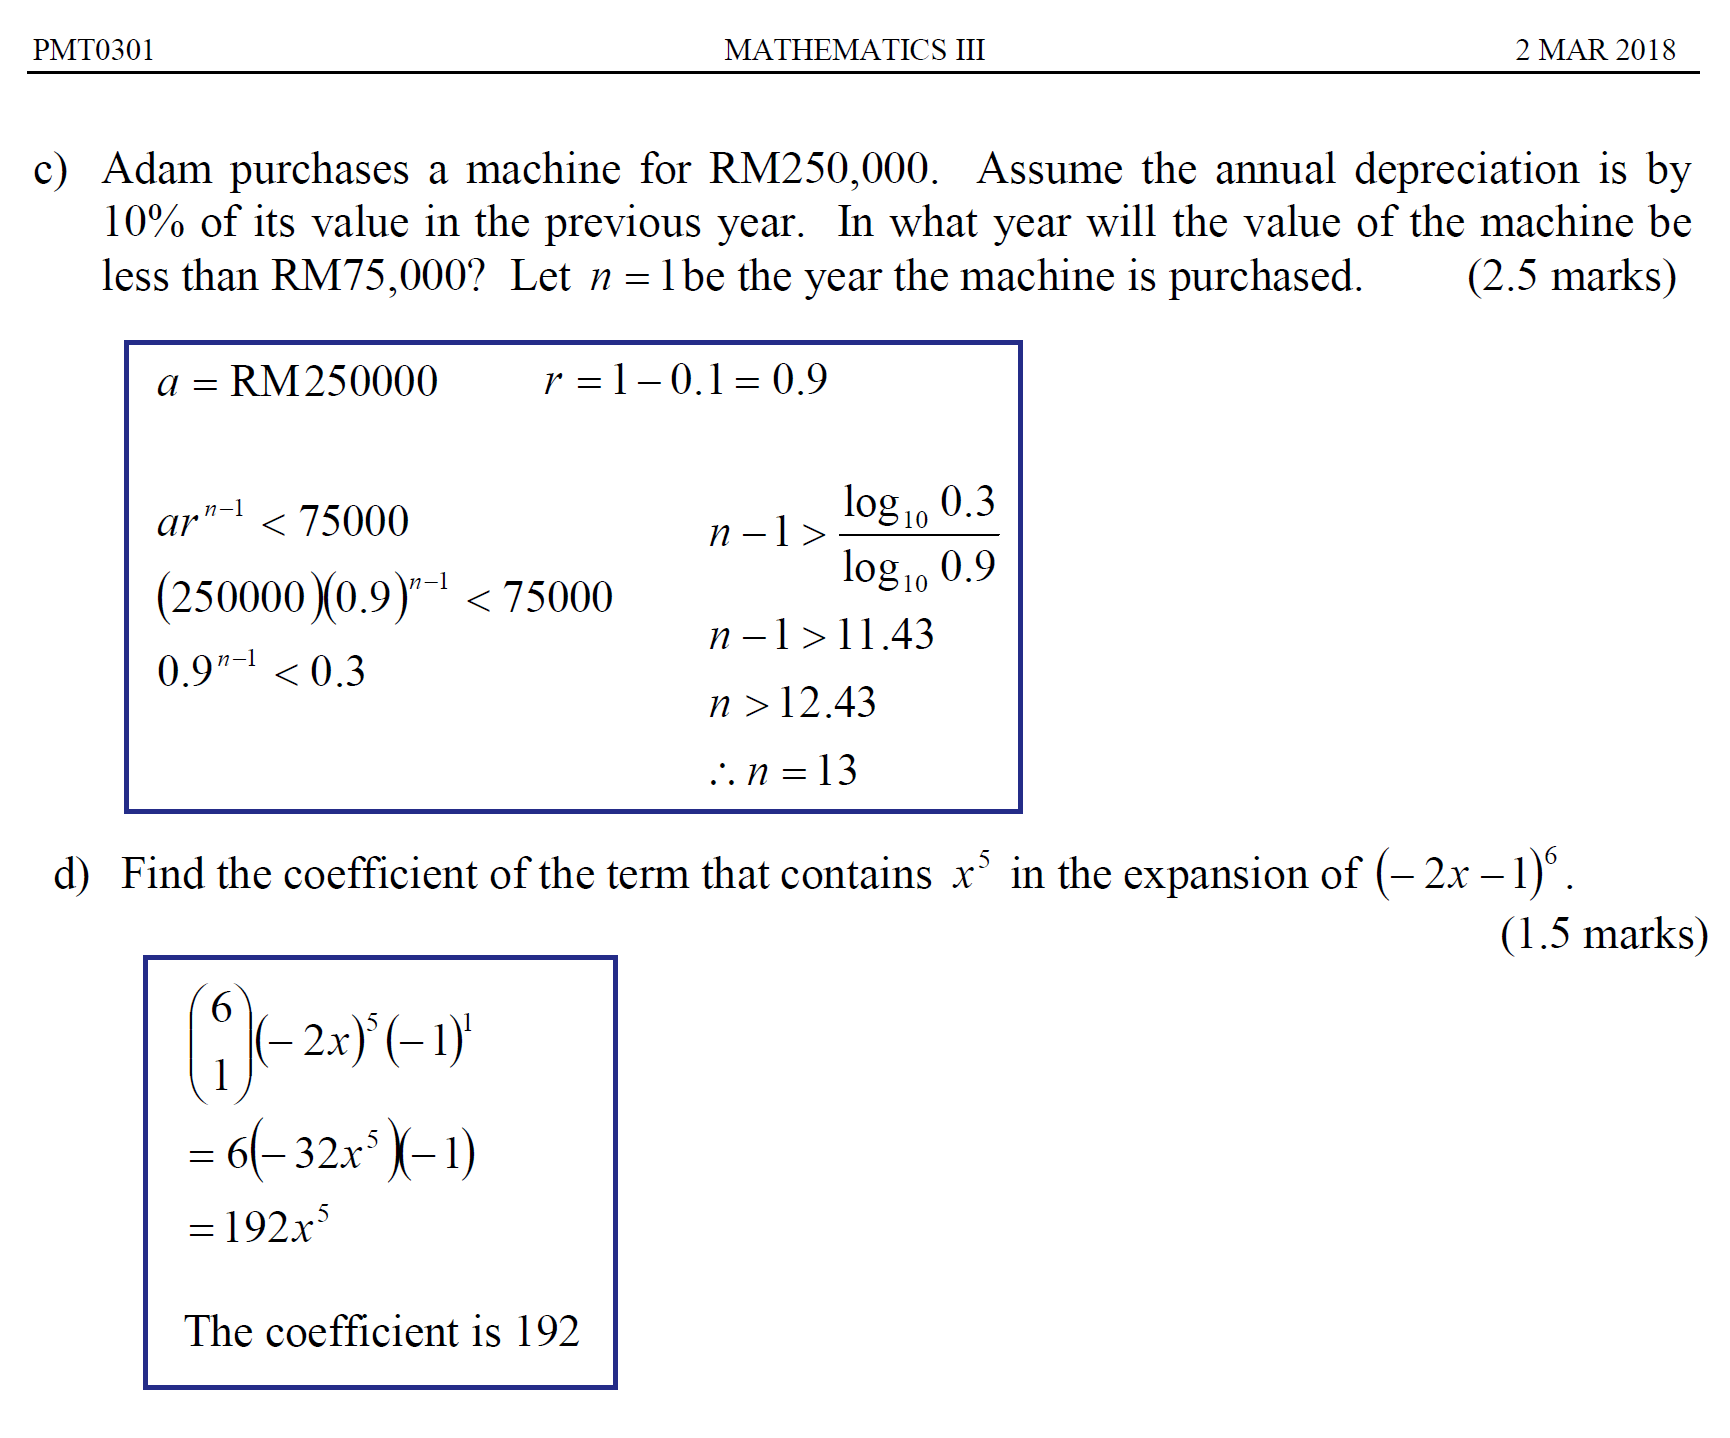 PMT0301 MATHEMATICS III 2 MAR 2018
c) Adam purchases a machine for RM250,000. Assume the annual depreciation is by
10% of its value in the previous year. In what year will the value of the machine be
less than RM75,000? Let n = 1 be the year the machine is purchased. (2.5 marks)
a = RM250000 r = 1 − 0.1 = 0.9
ar^{n−1} < 75000
(250000)(0.9)^{n−1} < 75000
0.9^{n−1} < 0.3
n − 1 > \frac{log_{10} 0.3}{log_{10} 0.9}
n − 1 > 11.43
n > 12.43
∴ n = 13
d) Find the coefficient of the term that contains x^5 in the expansion of (− 2x − 1)^6.
(1.5 marks)
\binom{6}{1}(− 2x)^5(− 1)^1
= 6(− 32x^5)(− 1)
= 192x^5
The coefficient is 192